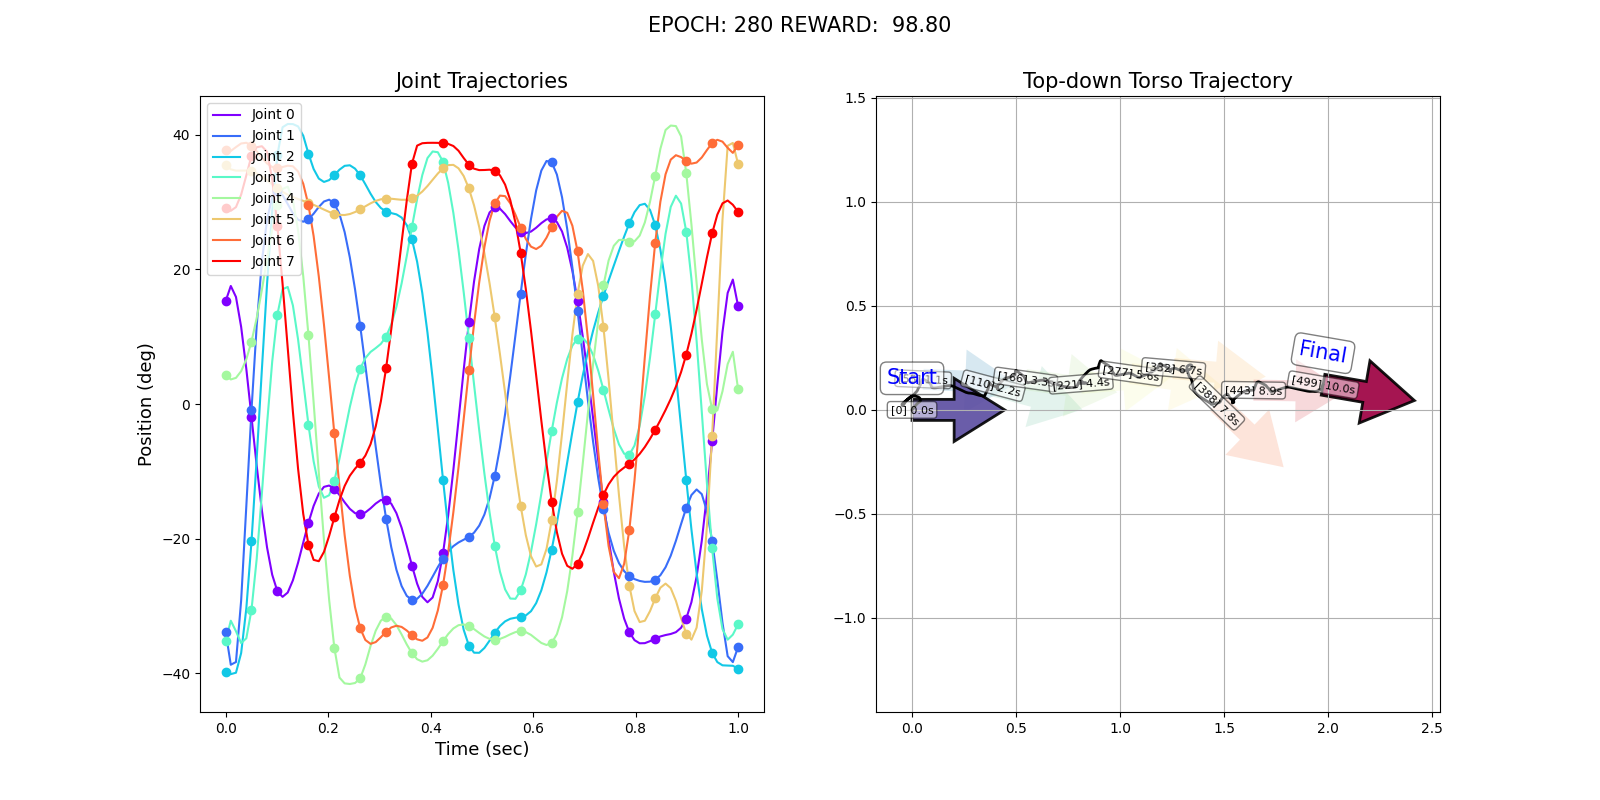 EPOCH: 280 REWARD:  98.80
Joint Trajectories
Joint 0
Joint 1
Joint 2
Joint 3
Joint 4
Joint 5
Joint 6
Joint 7
40
20
0
−20
−40
Position (deg)
0.0
0.2
0.4
0.6
0.8
1.0
Time (sec)
Top-down Torso Trajectory
1.5
1.0
0.5
0.0
−0.5
−1.0
0.0
0.5
1.0
1.5
2.0
2.5
Start
Final
[0] 0.0s
[110] 2.2s
[166] 3.3s
[221] 4.4s
[277] 5.6s
[332] 6.7s
[388] 7.8s
[443] 8.9s
[499] 10.0s